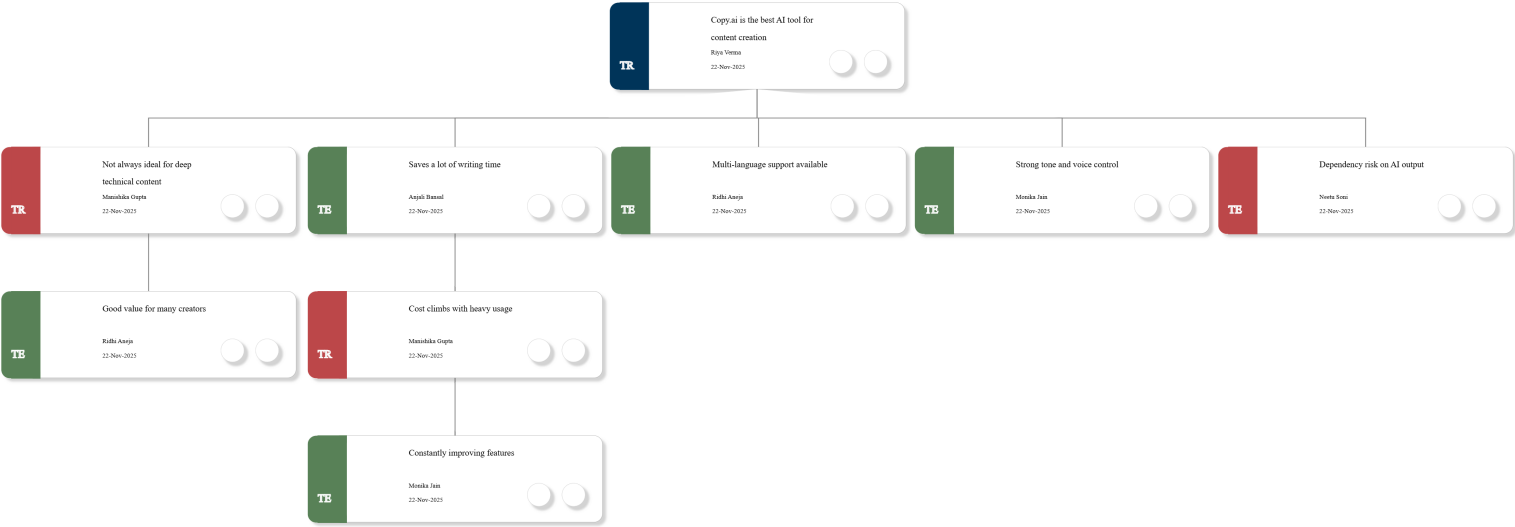 Copy.ai is the best AI tool for
content creation
Riya Verma
22-Nov-2025
TR
Not always ideal for deep
technical content
Manishika Gupta
22-Nov-2025
TR
Saves a lot of writing time
Anjali Bansal
22-Nov-2025
TE
Multi-language support available
Ridhi Aneja
22-Nov-2025
TE
Strong tone and voice control
Monika Jain
22-Nov-2025
TE
Dependency risk on AI output
Neetu Soni
22-Nov-2025
TE
Good value for many creators
Ridhi Aneja
22-Nov-2025
TE
Cost climbs with heavy usage
Manishika Gupta
22-Nov-2025
TR
Constantly improving features
Monika Jain
22-Nov-2025
TE